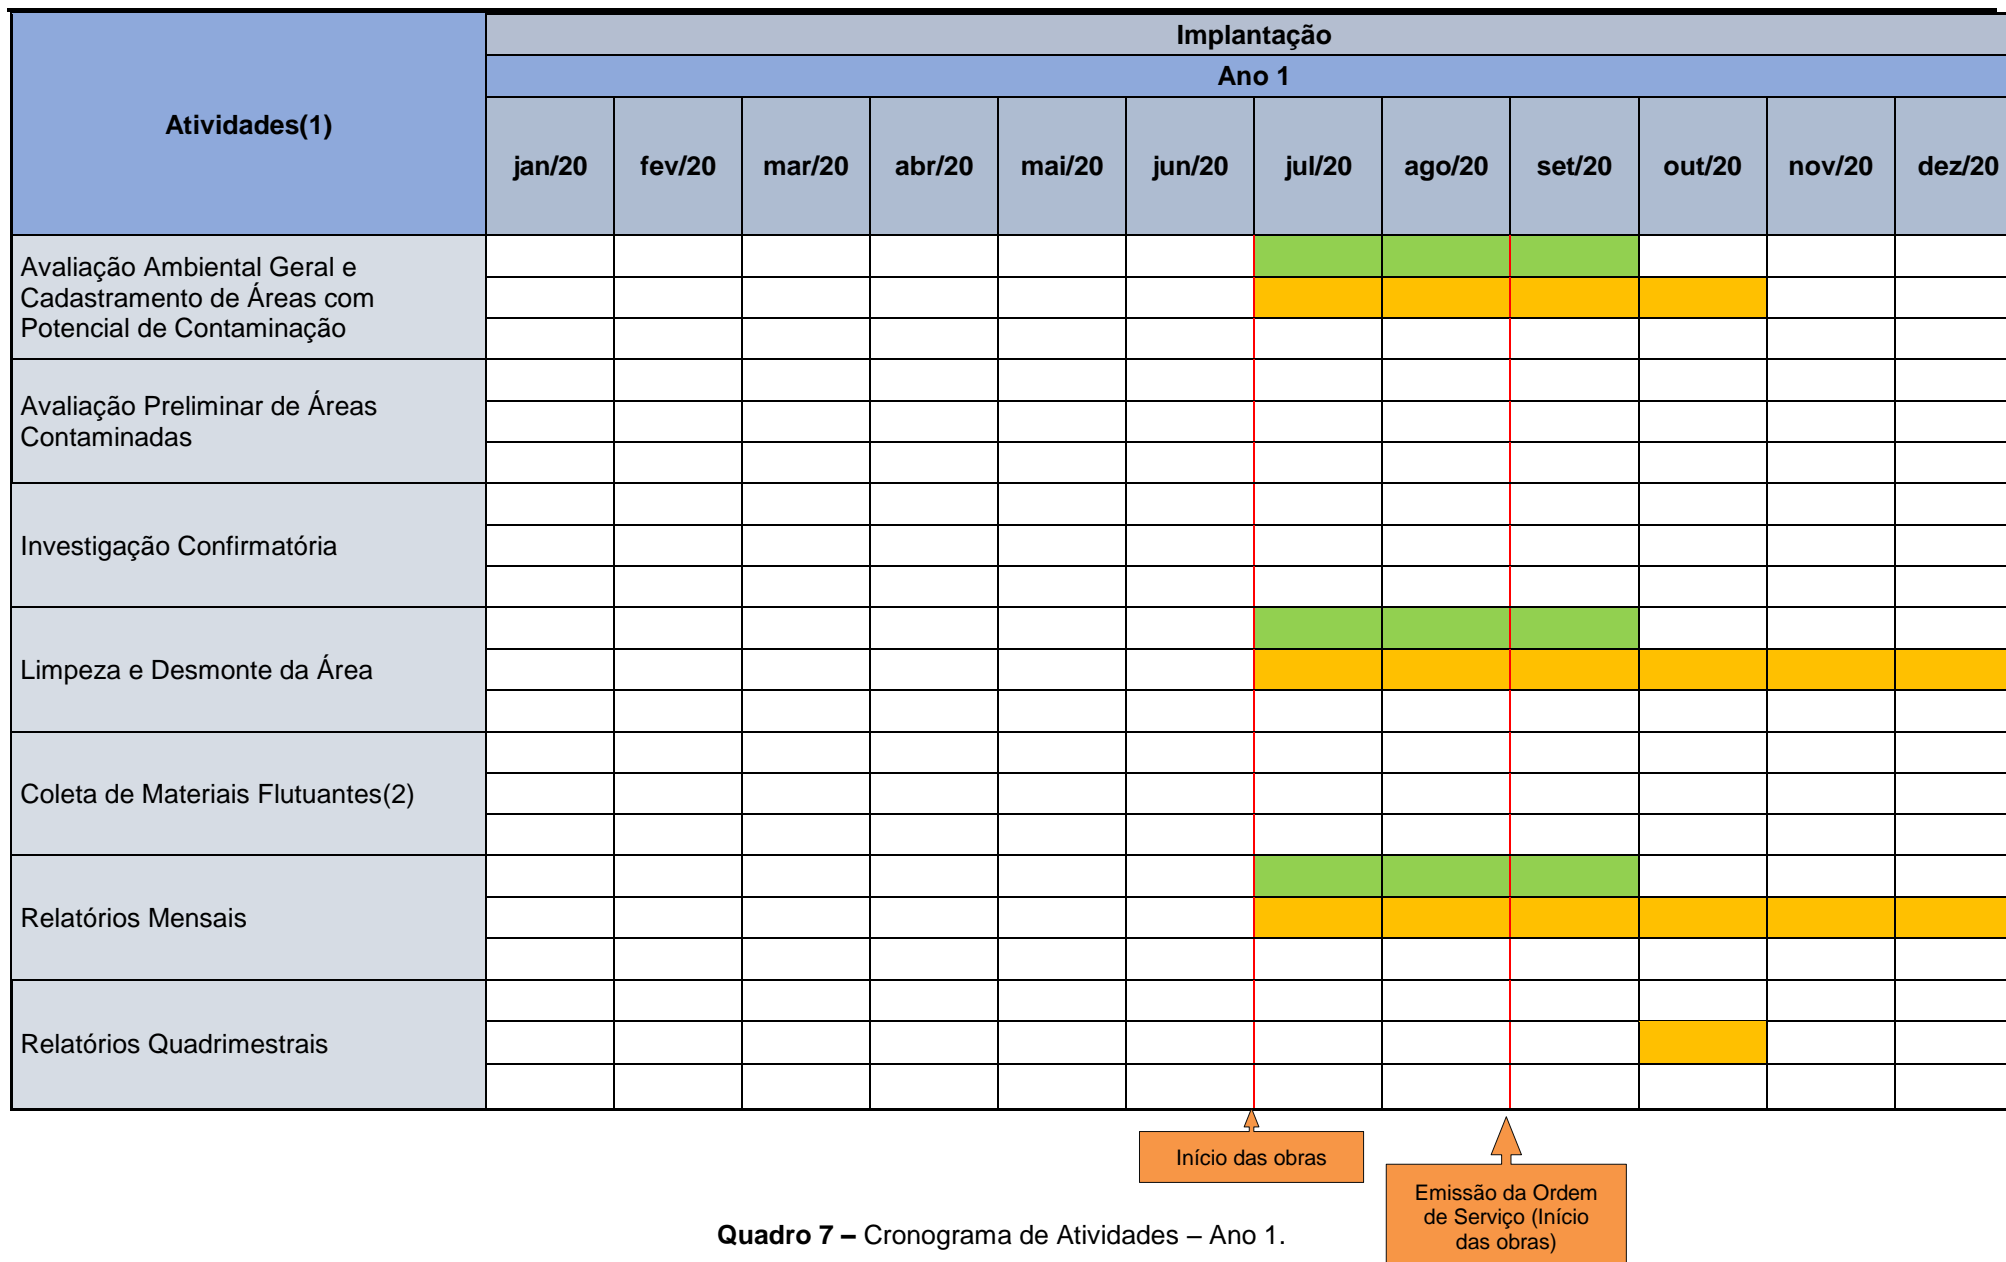 Implantação
Ano 1
Atividades(1)
jan/20 fev/20 mar/20 abr/20 mai/20 jun/20 jul/20 ago/20 set/20 out/20 nov/20 dez/20
Avaliação Ambiental Geral e
Cadastramento de Áreas com
Potencial de Contaminação
Avaliação Preliminar de Áreas
Contaminadas
Investigação Confirmatória
Limpeza e Desmonte da Área
Coleta de Materiais Flutuantes(2)
Relatórios Mensais
Relatórios Quadrimestrais
Início das obras
Emissão da Ordem
de Serviço (Início
das obras)
Quadro 7 – Cronograma de Atividades – Ano 1.